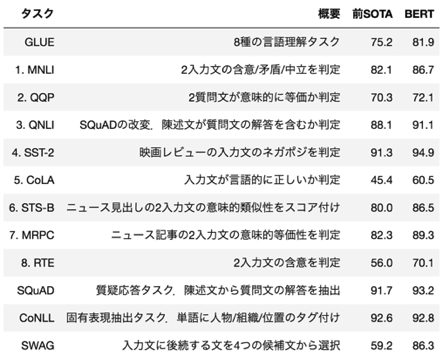 タスク 概要 前SOTA BERT
GLUE 8種の言語理解タスク 75.2 81.9
1. MNLI 2入力文の含意/矛盾/中立を判定 82.1 86.7
2. QQP 2質問文が意味的に等価か判定 70.3 72.1
3. QNLI SQuADの改変．陳述文が質問文の解答を含むか判定 88.1 91.1
4. SST-2 映画レビューの入力文のネガポジを判定 91.3 94.9
5. CoLA 入力文が言語的に正しいか判定 45.4 60.5
6. STS-B ニュース見出しの2入力文の意味的類似性をスコア付け 80.0 86.5
7. MRPC ニュース記事の2入力文の意味的等価性を判定 82.3 89.3
8. RTE 2入力文の含意を判定 56.0 70.1
SQuAD 質疑応答タスク．陳述文から質問文の解答を抽出 91.7 93.2
CoNLL 固有表現抽出タスク．単語に人物/組織/位置のタグ付け 92.6 92.8
SWAG 入力文に後続する文を4つの候補文から選択 59.2 86.3